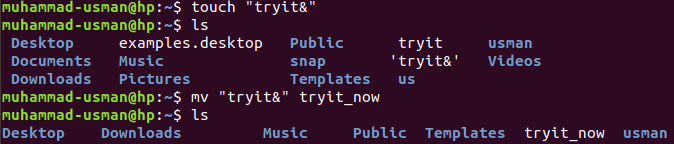 muhammad-usman@hp:~$ touch "tryit&"
muhammad-usman@hp:~$ ls
Desktop examples.desktop Public tryit usman
Documents Music snap 'tryit&' Videos
Downloads Pictures Templates us
muhammad-usman@hp:~$ mv "tryit&" tryit_now
muhammad-usman@hp:~$ ls
Desktop Downloads Music Public Templates tryit_now usman